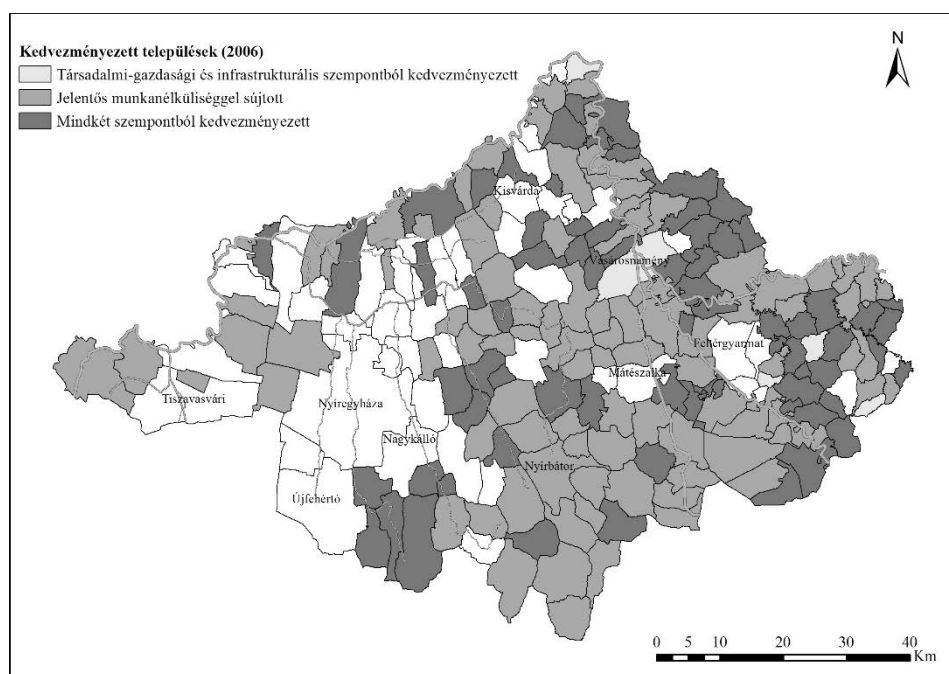 Kedvezményezett települések (2006)
Társadalmi-gazdasági és infrastrukturális szempontból kedvezményezett
Jelentős munkanélküliséggel sújtott
Mindkét szempontból kedvezményezett
N
Kisvárda
Vásárosnamény
Fehérgyarmat
Mátészalka
Tiszavasvári
Nyíregyháza
Nagykálló
Nyírbátor
Újfehértó
0 5 10 20 30 40
Km